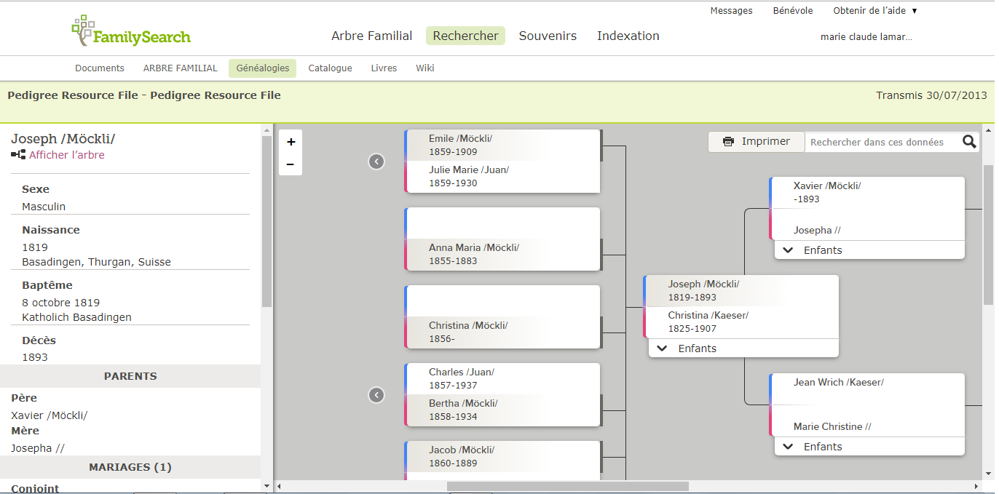 Messages
Bénévole
Obtenir de l’aide ▼
FamilySearch
Arbre Familial
Rechercher
Souvenirs
Indexation
marie claude lamar...
Documents
ARBRE FAMILIAL
Généalogies
Catalogue
Livres
Wiki
Pedigree Resource File - Pedigree Resource File
Transmis 30/07/2013
Joseph /Möckli/
Afficher l’arbre
Sexe
Masculin
Naissance
1819
Basadingen, Thurgan, Suisse
Baptême
8 octobre 1819
Katholich Basadingen
Décès
1893
PARENTS
Père
Xavier /Möckli/
Mère
Josepha //
MARIAGES (1)
Conjoint
+
−
Emile /Möckli/
1859-1909
Julie Marie /Juan/
1859-1930
Anna Maria /Möckli/
1855-1883
Christina /Möckli/
1856-
Charles /Juan/
1857-1937
Bertha /Möckli/
1858-1934
Jacob /Möckli/
1860-1889
Joseph /Möckli/
1819-1893
Christina /Kaeser/
1825-1907
Enfants
Imprimer
Rechercher dans ces données
Xavier /Möckli/
-1893
Josepha //
Enfants
Jean Wrich /Kaeser/
Marie Christine //
Enfants